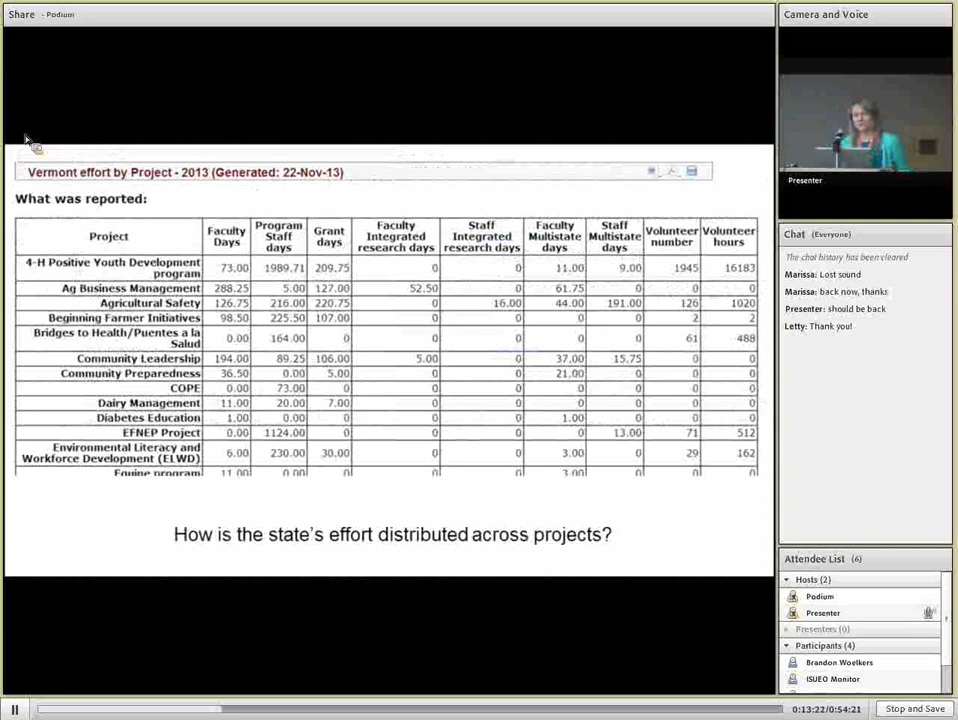 Share - Podium
Vermont effort by Project - 2013 (Generated: 22-Nov-13)
What was reported:
Project Faculty Days Program Staff days Grant days Faculty Integrated research days Staff Integrated research days Faculty Multistate days Staff Multistate days Volunteer number Volunteer hours
4-H Positive Youth Development program 73.00 1989.71 209.75 0 0 11.00 9.00 1945 16183
Ag Business Management 288.25 5.00 127.00 52.50 0 61.75 0 0 0
Agricultural Safety 126.75 216.00 220.75 0 16.00 44.00 191.00 126 1020
Beginning Farmer Initiatives 98.50 225.50 107.00 0 0 0 0 2 2
Bridges to Health/Puentes a la Salud 0.00 164.00 0 0 0 0 0 61 488
Community Leadership 194.00 89.25 106.00 5.00 0 37.00 15.75 0 0
Community Preparedness 36.50 0.00 5.00 0 0 21.00 0 0 0
COPE 0.00 73.00 0 0 0 0 0 0 0
Dairy Management 11.00 20.00 7.00 0 0 0 0 0 0
Diabetes Education 1.00 0.00 0 0 0 1.00 0 0 0
EFNEP Project 0.00 1124.00 0 0 0 0 13.00 71 512
Environmental Literacy and Workforce Development (ELWD) 6.00 230.00 30.00 0 0 3.00 0 29 162
Equine program 11.00 0.00 0 0 0 3.00 0 0 0
How is the state's effort distributed across projects?
Camera and Voice
Presenter
Chat (Everyone)
The chat history has been cleared
Marissa: Lost sound
Marissa: back now, thanks
Presenter: should be back
Letty: Thank you!
Attendee List (6)
Hosts (2)
Podium
Presenter
Presenters (0)
Participants (4)
Brandon Woelkers
ISUEO Monitor
0:13:22/0:54:21
Stop and Save